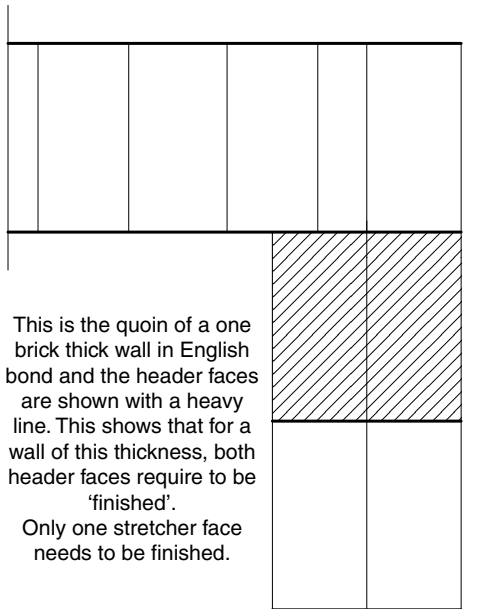 This is the quoin of a one
brick thick wall in English
bond and the header faces
are shown with a heavy
line. This shows that for a
wall of this thickness, both
header faces require to be
‘finished’.
Only one stretcher face
needs to be finished.